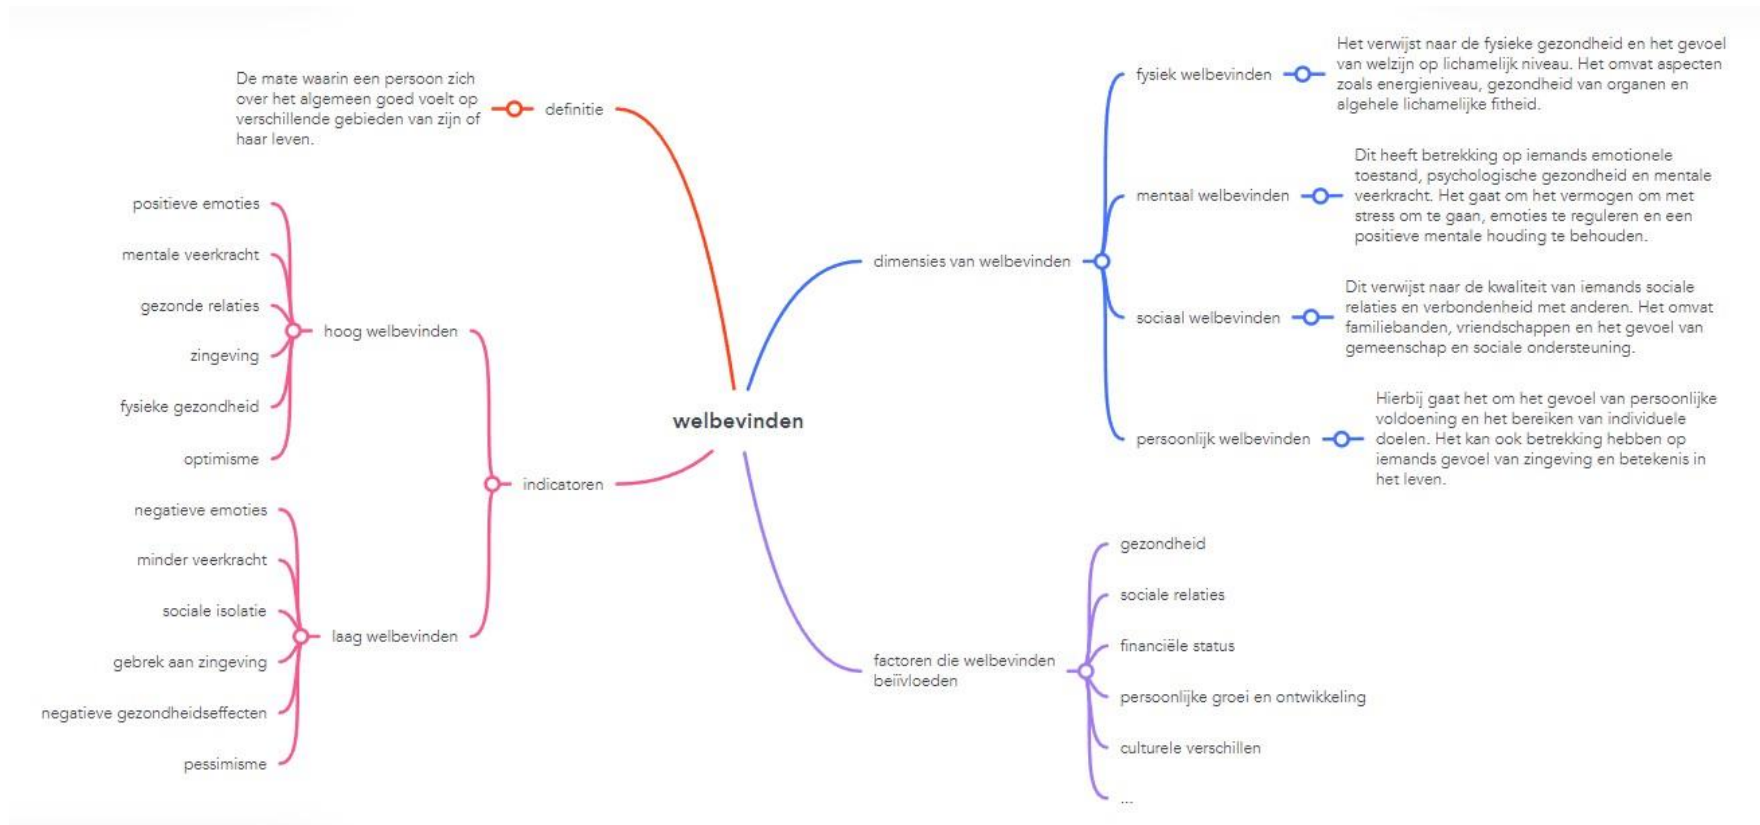 welbevinden
definitie
De mate waarin een persoon zich
over het algemeen goed voelt op
verschillende gebieden van zijn of
haar leven.
dimensies van welbevinden
fysiek welbevinden
Het verwijst naar de fysieke gezondheid en het gevoel
van welzijn op lichamelijk niveau. Het omvat aspecten
zoals energieniveau, gezondheid van organen en
algehele lichamelijke fitheid.
mentaal welbevinden
Dit heeft betrekking op iemands emotionele
toestand, psychologische gezondheid en mentale
veerkracht. Het gaat om het vermogen om met
stress om te gaan, emoties te reguleren en een
positieve mentale houding te behouden.
sociaal welbevinden
Dit verwijst naar de kwaliteit van iemands sociale
relaties en verbondenheid met anderen. Het omvat
familiebanden, vriendschappen en het gevoel van
gemeenschap en sociale ondersteuning.
persoonlijk welbevinden
Hierbij gaat het om het gevoel van persoonlijke
voldoening en het bereiken van individuele
doelen. Het kan ook betrekking hebben op
iemands gevoel van zingeving en betekenis in
het leven.
indicatoren
hoog welbevinden
positieve emoties
mentale veerkracht
gezonde relaties
zingeving
fysieke gezondheid
optimisme
laag welbevinden
negatieve emoties
minder veerkracht
sociale isolatie
gebrek aan zingeving
negatieve gezondheidseffecten
pessimisme
factoren die welbevinden
beïivloeden
gezondheid
sociale relaties
financiële status
persoonlijke groei en ontwikkeling
culturele verschillen
...